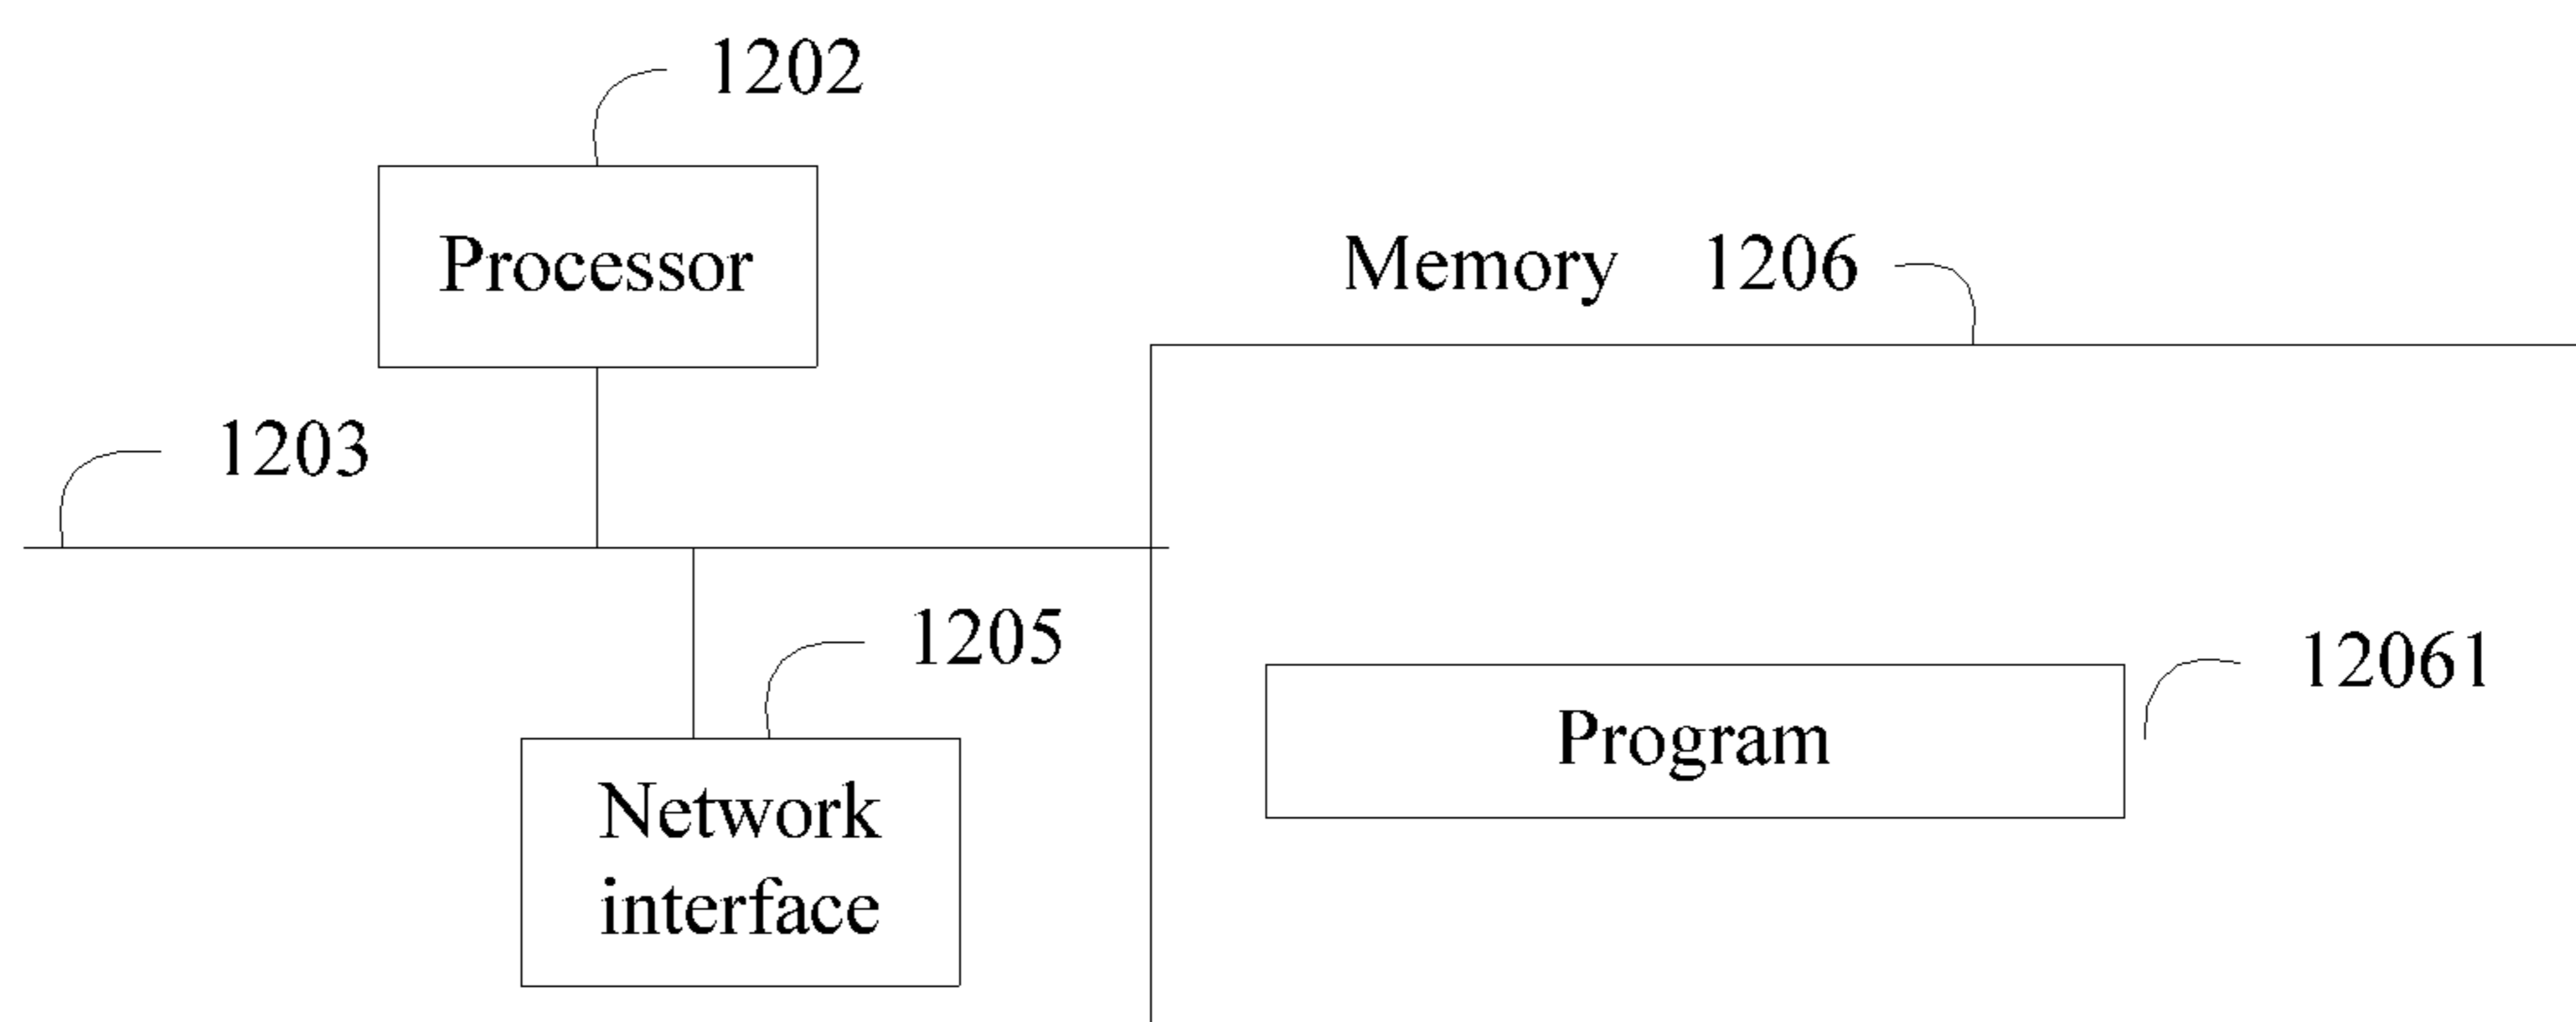 1202
Processor
Memory 1206
1203
1205
12061
Program
Network
interface